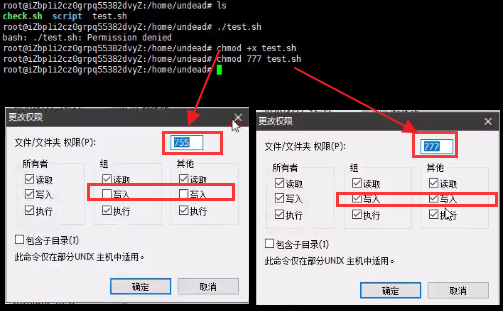 root@iZbp1i2cz0grpq55382dvyZ:/home/undead# ls
check.sh  script  test.sh
root@iZbp1i2cz0grpq55382dvyZ:/home/undead# ./test.sh
bash: ./test.sh: Permission denied
root@iZbp1i2cz0grpq55382dvyZ:/home/undead# chmod +x test.sh
root@iZbp1i2cz0grpq55382dvyZ:/home/undead# chmod 777 test.sh
root@iZbp1i2cz0grpq55382dvyZ:/home/undead#
更改权限
文件/文件夹 权限(P): 755
所有者 组 其他
读取 读取 读取
写入 写入 写入
执行 执行 执行
包含子目录(I)
此命令仅在部分UNIX 主机中适用。
确定 取消
更改权限
文件/文件夹 权限(P): 777
所有者 组 其他
读取 读取 读取
写入 写入 写入
执行 执行 执行
包含子目录(I)
此命令仅在部分UNIX 主机中适用。
确定 取消